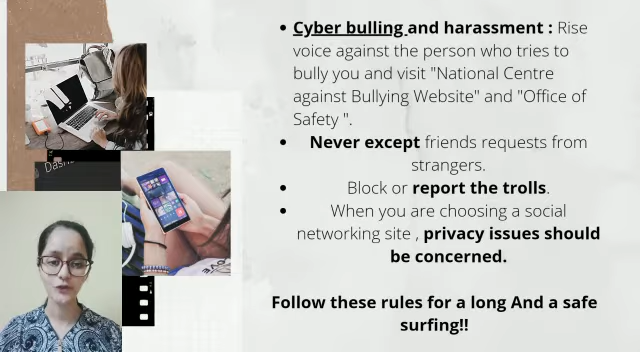 • Cyber bulling and harassment : Rise
voice against the person who tries to
bully you and visit "National Centre
against Bullying Website" and "Office of
Safety ".
• Never except friends requests from
strangers.
• Block or report the trolls.
• When you are choosing a social
networking site , privacy issues should
be concerned.
Follow these rules for a long And a safe
surfing!!